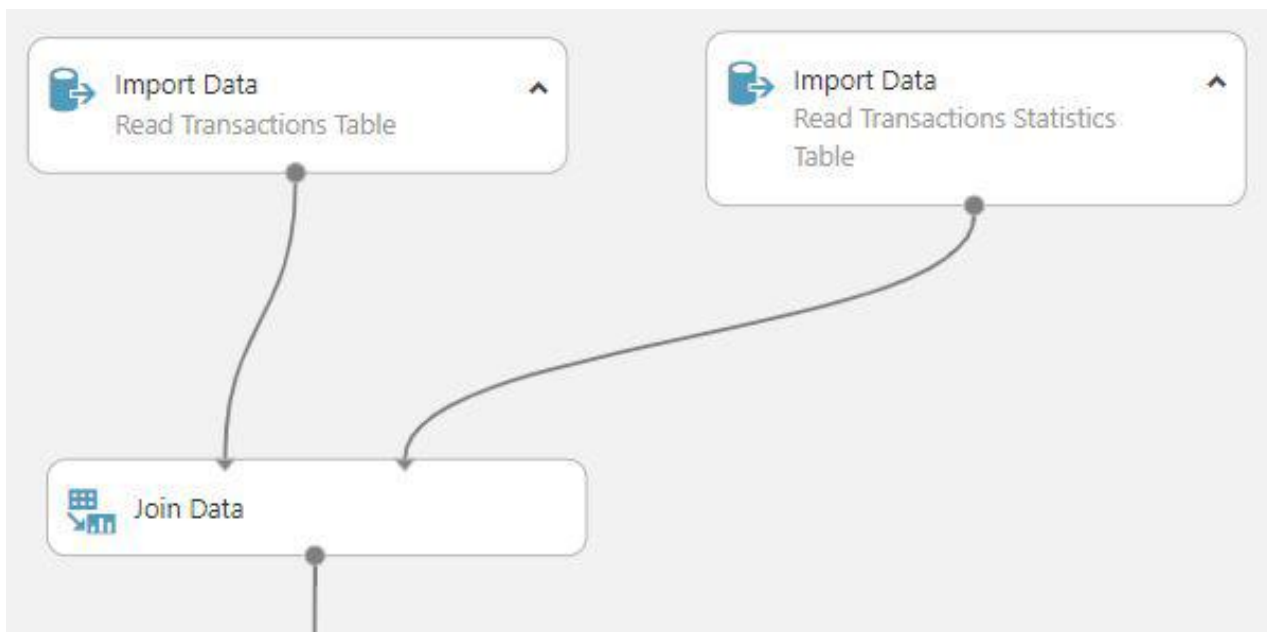 Import Data
Read Transactions Table
Import Data
Read Transactions Statistics
Table
Join Data